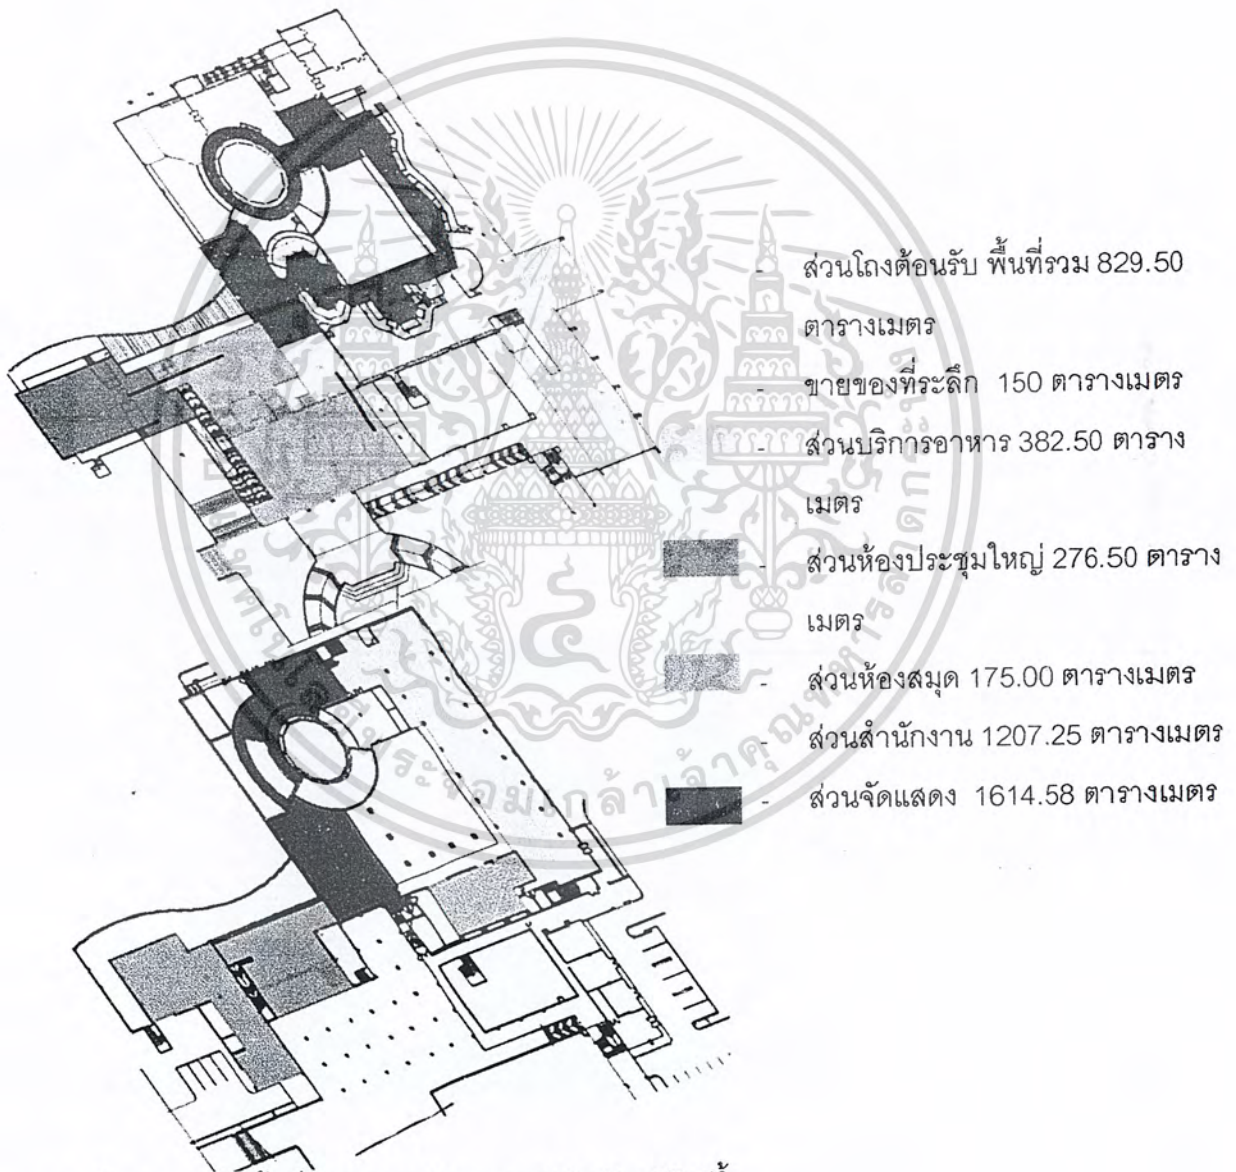 - ส่วนโถงต้อนรับ พื้นที่รวม 829.50
ตารางเมตร
- ขายของที่ระลึก 150 ตารางเมตร
- ส่วนบริการอาหาร 382.50 ตาราง
เมตร
- ส่วนห้องประชุมใหญ่ 276.50 ตาราง
เมตร
- ส่วนห้องสมุด 175.00 ตารางเมตร
- ส่วนสำนักงาน 1207.25 ตารางเมตร
- ส่วนจัดแสดง 1614.58 ตารางเมตร